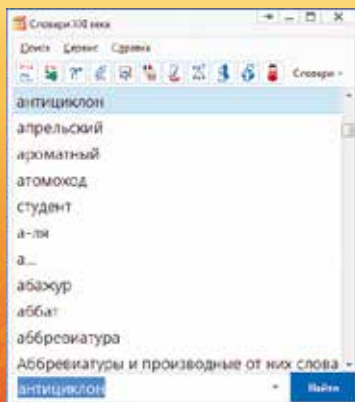 Словари XXI века
Поиск Сервис Справка
Словари
антициклон
апрельский
ароматный
атомоход
студент
а-ля
а...
абажур
аббат
аббревиатура
Аббревиатуры и производные от них слова
антициклон
Найти